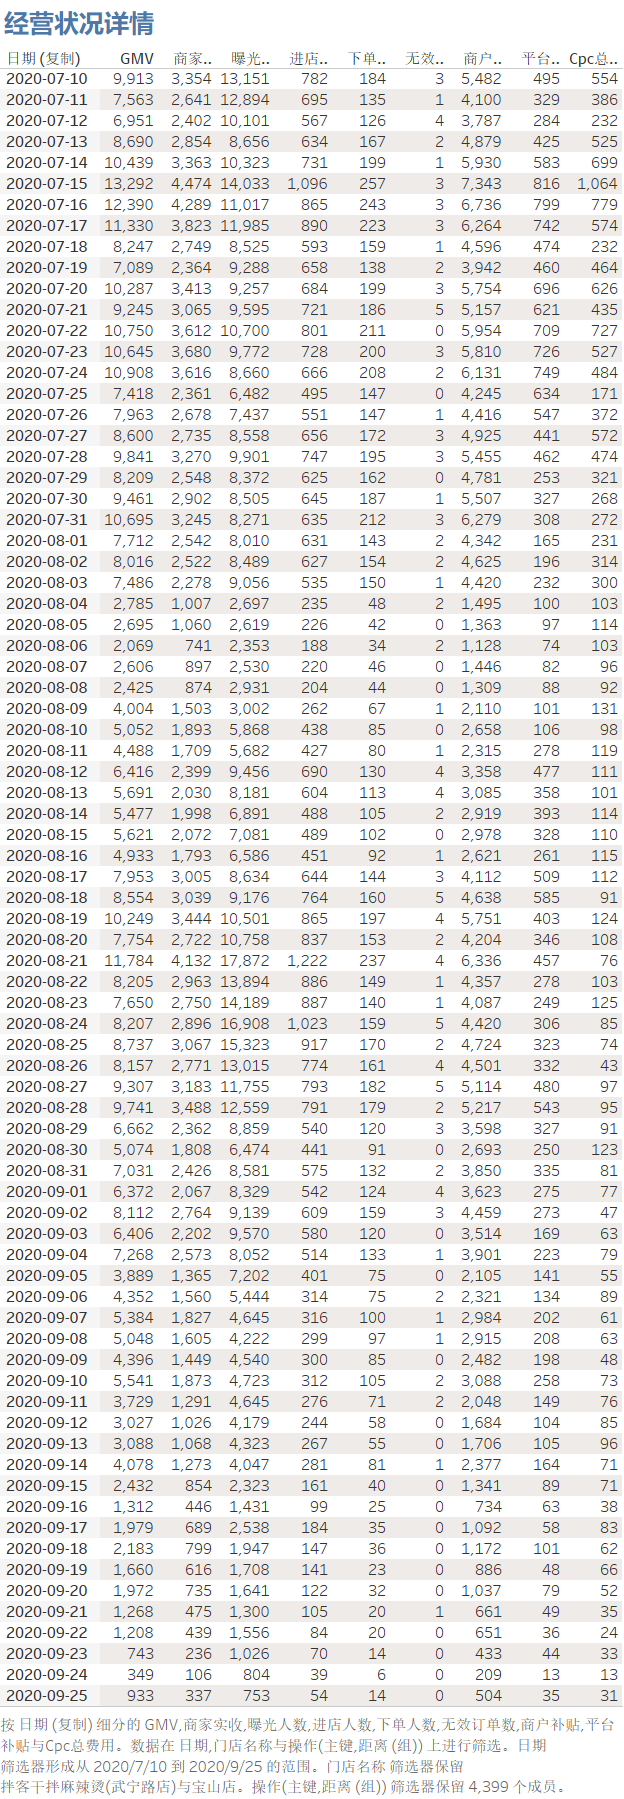 经营状况详情
日期 (复制) GMV 商家.. 曝光.. 进店.. 下单.. 无效.. 商户.. 平台.. Cpc总..
2020-07-10 9,913 3,354 13,151 782 184 3 5,482 495 554
2020-07-11 7,563 2,641 12,894 695 135 1 4,100 329 386
2020-07-12 6,951 2,402 10,101 567 126 4 3,787 284 232
2020-07-13 8,690 2,854 8,656 634 167 2 4,879 425 525
2020-07-14 10,439 3,363 10,323 731 199 1 5,930 583 699
2020-07-15 13,292 4,474 14,033 1,096 257 3 7,343 816 1,064
2020-07-16 12,390 4,289 11,017 865 243 3 6,736 799 779
2020-07-17 11,330 3,823 11,985 890 223 3 6,264 742 574
2020-07-18 8,247 2,749 8,525 593 159 1 4,596 474 232
2020-07-19 7,089 2,364 9,288 658 138 2 3,942 460 464
2020-07-20 10,287 3,413 9,257 684 199 3 5,754 696 626
2020-07-21 9,245 3,065 9,595 721 186 5 5,157 621 435
2020-07-22 10,750 3,612 10,700 801 211 0 5,954 709 727
2020-07-23 10,645 3,680 9,772 728 200 3 5,810 726 527
2020-07-24 10,908 3,616 8,660 666 208 2 6,131 749 484
2020-07-25 7,418 2,361 6,482 495 147 0 4,245 634 171
2020-07-26 7,963 2,678 7,437 551 147 1 4,416 547 372
2020-07-27 8,600 2,735 8,558 656 172 3 4,925 441 572
2020-07-28 9,841 3,270 9,901 747 195 3 5,455 462 474
2020-07-29 8,209 2,548 8,372 625 162 0 4,781 253 321
2020-07-30 9,461 2,902 8,505 645 187 1 5,507 327 268
2020-07-31 10,695 3,245 8,271 635 212 3 6,279 308 272
2020-08-01 7,712 2,542 8,010 631 143 2 4,342 165 231
2020-08-02 8,016 2,522 8,489 627 154 2 4,625 196 314
2020-08-03 7,486 2,278 9,056 535 150 1 4,420 232 300
2020-08-04 2,785 1,007 2,697 235 48 2 1,495 100 103
2020-08-05 2,695 1,060 2,619 226 42 0 1,363 97 114
2020-08-06 2,069 741 2,353 188 34 2 1,128 74 103
2020-08-07 2,606 897 2,530 220 46 0 1,446 82 96
2020-08-08 2,425 874 2,931 204 44 0 1,309 88 92
2020-08-09 4,004 1,503 3,002 262 67 1 2,110 101 131
2020-08-10 5,052 1,893 5,868 438 85 0 2,658 106 98
2020-08-11 4,488 1,709 5,682 427 80 1 2,315 278 119
2020-08-12 6,416 2,399 9,456 690 130 4 3,358 477 111
2020-08-13 5,691 2,030 8,181 604 113 4 3,085 358 101
2020-08-14 5,477 1,998 6,891 488 105 2 2,919 393 114
2020-08-15 5,621 2,072 7,081 489 102 0 2,978 328 110
2020-08-16 4,933 1,793 6,586 451 92 1 2,621 261 115
2020-08-17 7,953 3,005 8,634 644 144 3 4,112 509 112
2020-08-18 8,554 3,039 9,176 764 160 5 4,638 585 91
2020-08-19 10,249 3,444 10,501 865 197 4 5,751 403 124
2020-08-20 7,754 2,722 10,758 837 153 2 4,204 346 108
2020-08-21 11,784 4,132 17,872 1,222 237 4 6,336 457 76
2020-08-22 8,205 2,963 13,894 886 149 1 4,357 278 103
2020-08-23 7,650 2,750 14,189 887 140 1 4,087 249 125
2020-08-24 8,207 2,896 16,908 1,023 159 5 4,420 306 85
2020-08-25 8,737 3,067 15,323 917 170 2 4,724 323 74
2020-08-26 8,157 2,771 13,015 774 161 4 4,501 332 43
2020-08-27 9,307 3,183 11,755 793 182 5 5,114 480 97
2020-08-28 9,741 3,488 12,559 791 179 2 5,217 543 95
2020-08-29 6,662 2,362 8,859 540 120 3 3,598 327 91
2020-08-30 5,074 1,808 6,474 441 91 0 2,693 250 123
2020-08-31 7,031 2,426 8,581 575 132 2 3,850 335 81
2020-09-01 6,372 2,067 8,329 542 124 4 3,623 275 77
2020-09-02 8,112 2,764 9,139 609 159 3 4,459 273 47
2020-09-03 6,406 2,202 9,570 580 120 0 3,514 169 63
2020-09-04 7,268 2,573 8,052 514 133 1 3,901 223 79
2020-09-05 3,889 1,365 7,202 401 75 0 2,105 141 55
2020-09-06 4,352 1,560 5,444 314 75 2 2,321 134 89
2020-09-07 5,384 1,827 4,645 316 100 1 2,984 202 61
2020-09-08 5,048 1,605 4,222 299 97 1 2,915 208 63
2020-09-09 4,396 1,449 4,540 300 85 0 2,482 198 48
2020-09-10 5,541 1,873 4,723 312 105 2 3,088 258 73
2020-09-11 3,729 1,291 4,645 276 71 2 2,048 149 76
2020-09-12 3,027 1,026 4,179 244 58 0 1,684 104 85
2020-09-13 3,088 1,068 4,323 267 55 0 1,706 105 96
2020-09-14 4,078 1,273 4,047 281 81 1 2,377 164 71
2020-09-15 2,432 854 2,323 161 40 0 1,341 89 71
2020-09-16 1,312 446 1,431 99 25 0 734 63 38
2020-09-17 1,979 689 2,538 184 35 0 1,092 58 83
2020-09-18 2,183 799 1,947 147 36 0 1,172 101 62
2020-09-19 1,660 616 1,708 141 23 0 886 48 66
2020-09-20 1,972 735 1,641 122 32 0 1,037 79 52
2020-09-21 1,268 475 1,300 105 20 1 661 49 35
2020-09-22 1,208 439 1,556 84 20 0 651 36 24
2020-09-23 743 236 1,026 70 14 0 433 44 33
2020-09-24 349 106 804 39 6 0 209 13 13
2020-09-25 933 337 753 54 14 0 504 35 31
按 日期 (复制) 细分的 GMV,商家实收,曝光人数,进店人数,下单人数,无效订单数,商户补贴,平台
补贴与Cpc总费用。数据在 日期,门店名称与操作(主键,距离 (组)) 上进行筛选。日期
筛选器形成从 2020/7/10 到 2020/9/25 的范围。门店名称 筛选器保留
拌客干拌麻辣烫(武宁路店)与宝山店。操作(主键,距离 (组)) 筛选器保留 4,399 个成员。